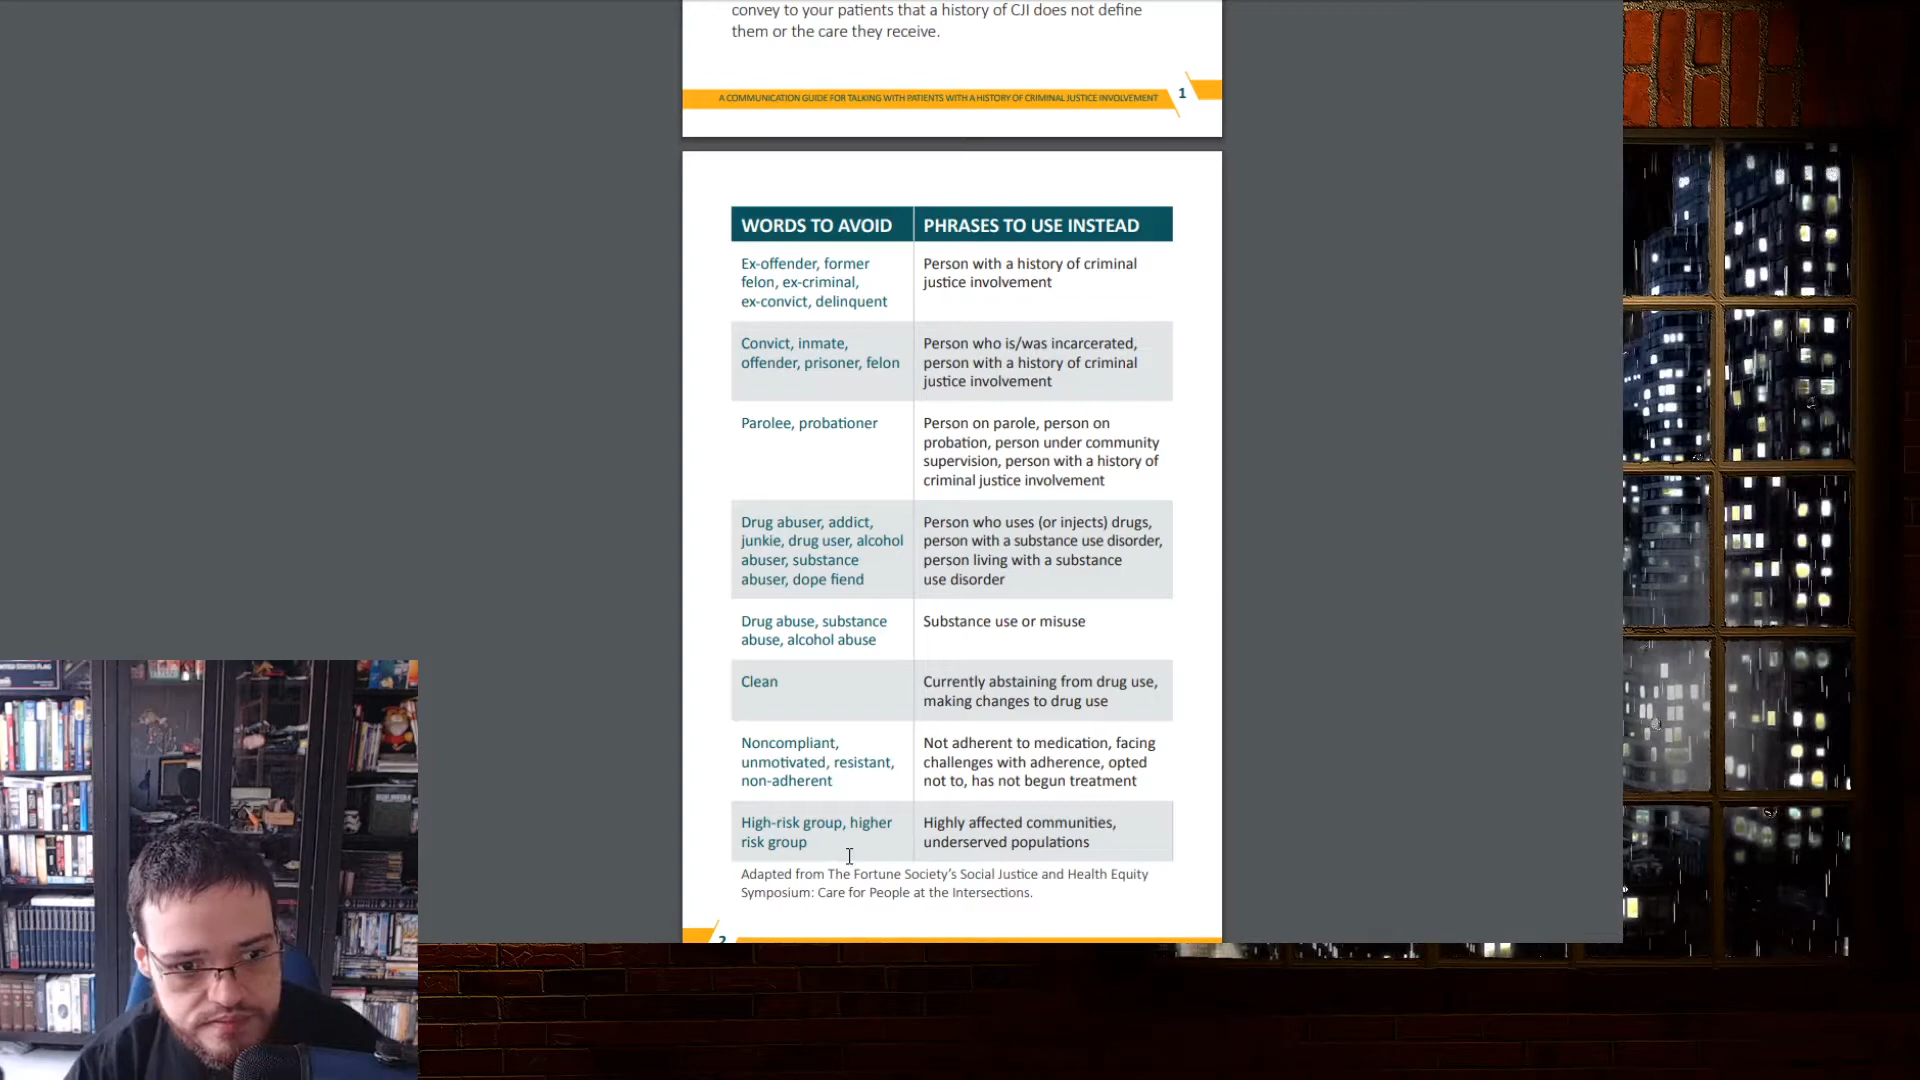 convey to your patients that a history of CJI does not define
them or the care they receive.
A COMMUNICATION GUIDE FOR TALKING WITH PATIENTS WITH A HISTORY OF CRIMINAL JUSTICE INVOLVEMENT
1
WORDS TO AVOID
PHRASES TO USE INSTEAD
Ex-offender, former
felon, ex-criminal,
ex-convict, delinquent
Person with a history of criminal
justice involvement
Convict, inmate,
offender, prisoner, felon
Person who is/was incarcerated,
person with a history of criminal
justice involvement
Parolee, probationer
Person on parole, person on
probation, person under community
supervision, person with a history of
criminal justice involvement
Drug abuser, addict,
junkie, drug user, alcohol
abuser, substance
abuser, dope fiend
Person who uses (or injects) drugs,
person with a substance use disorder,
person living with a substance
use disorder
Drug abuse, substance
abuse, alcohol abuse
Substance use or misuse
Clean
Currently abstaining from drug use,
making changes to drug use
Noncompliant,
unmotivated, resistant,
non-adherent
Not adherent to medication, facing
challenges with adherence, opted
not to, has not begun treatment
High-risk group, higher
risk group
Highly affected communities,
underserved populations
Adapted from The Fortune Society's Social Justice and Health Equity
Symposium: Care for People at the Intersections.
2